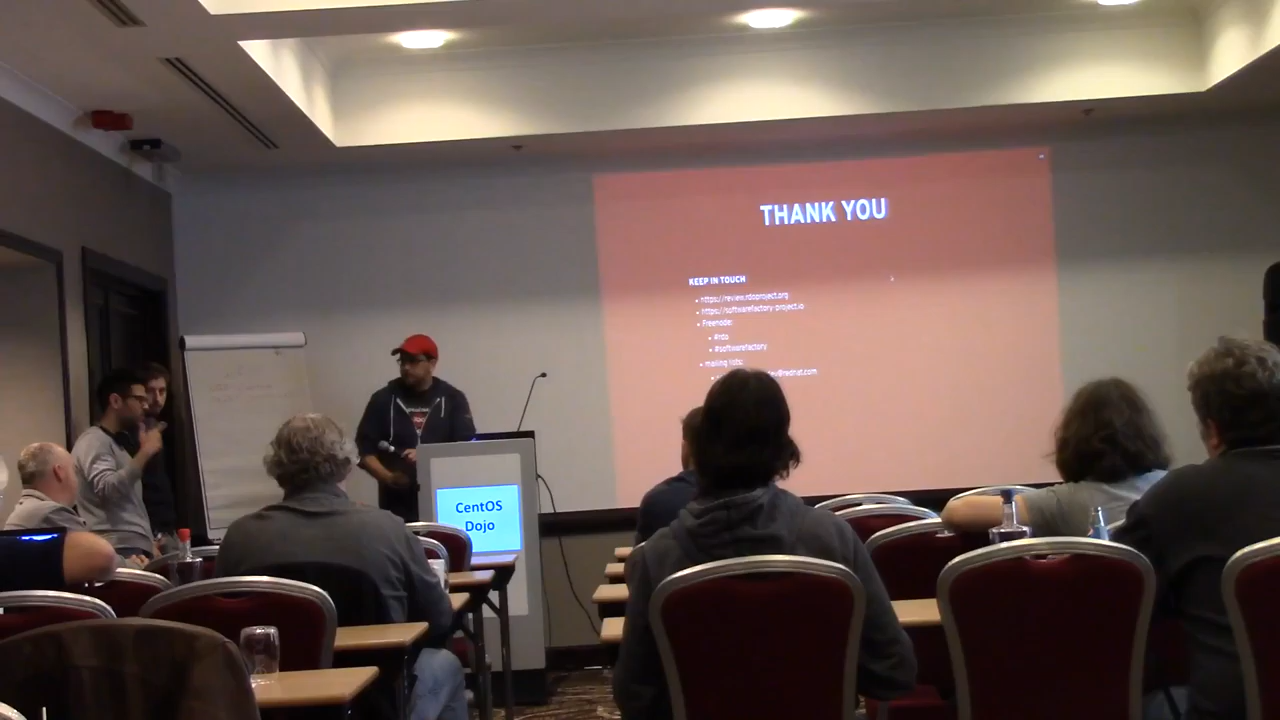 THANK YOU
KEEP IN TOUCH
https://review.rdoproject.org
https://softwarefactory-project.io
Freenode:
#rdo
#softwarefactory
mailing lists:
CentOS
Dojo